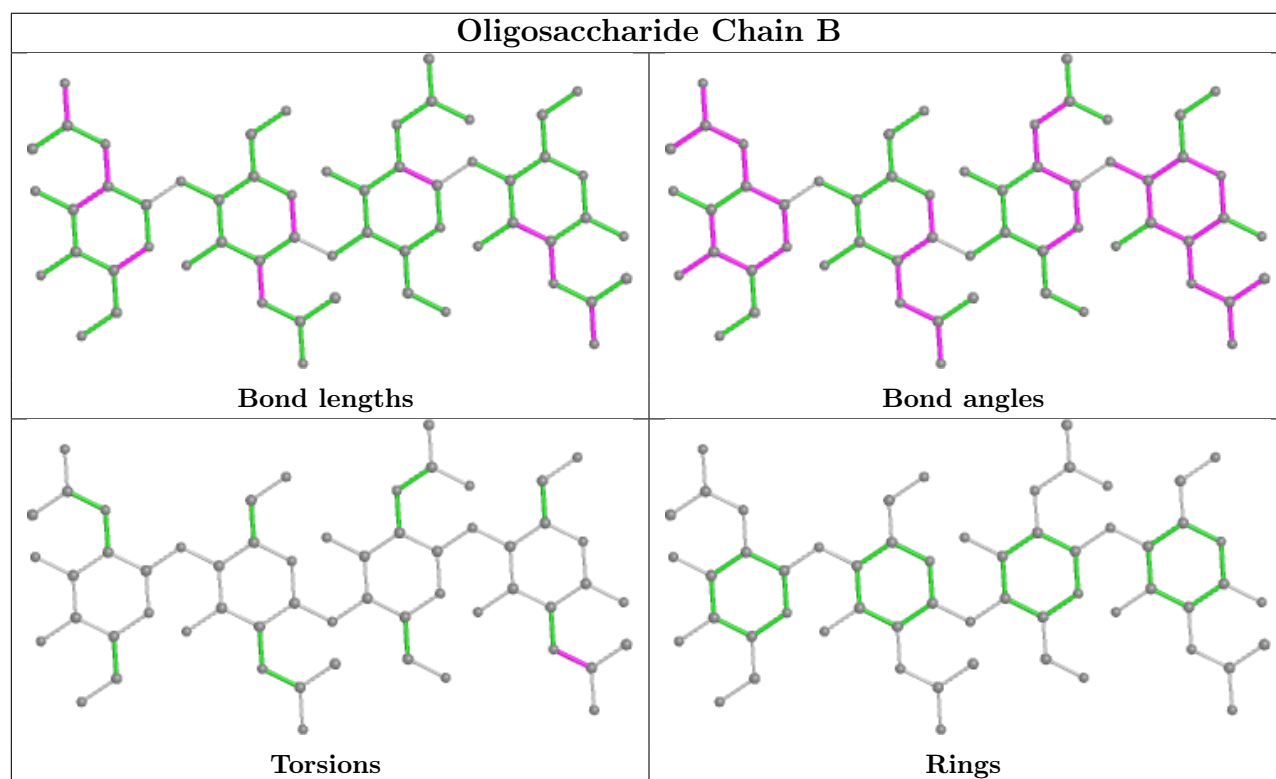 Oligosaccharide Chain B
Bond lengths
Bond angles
Torsions
Rings